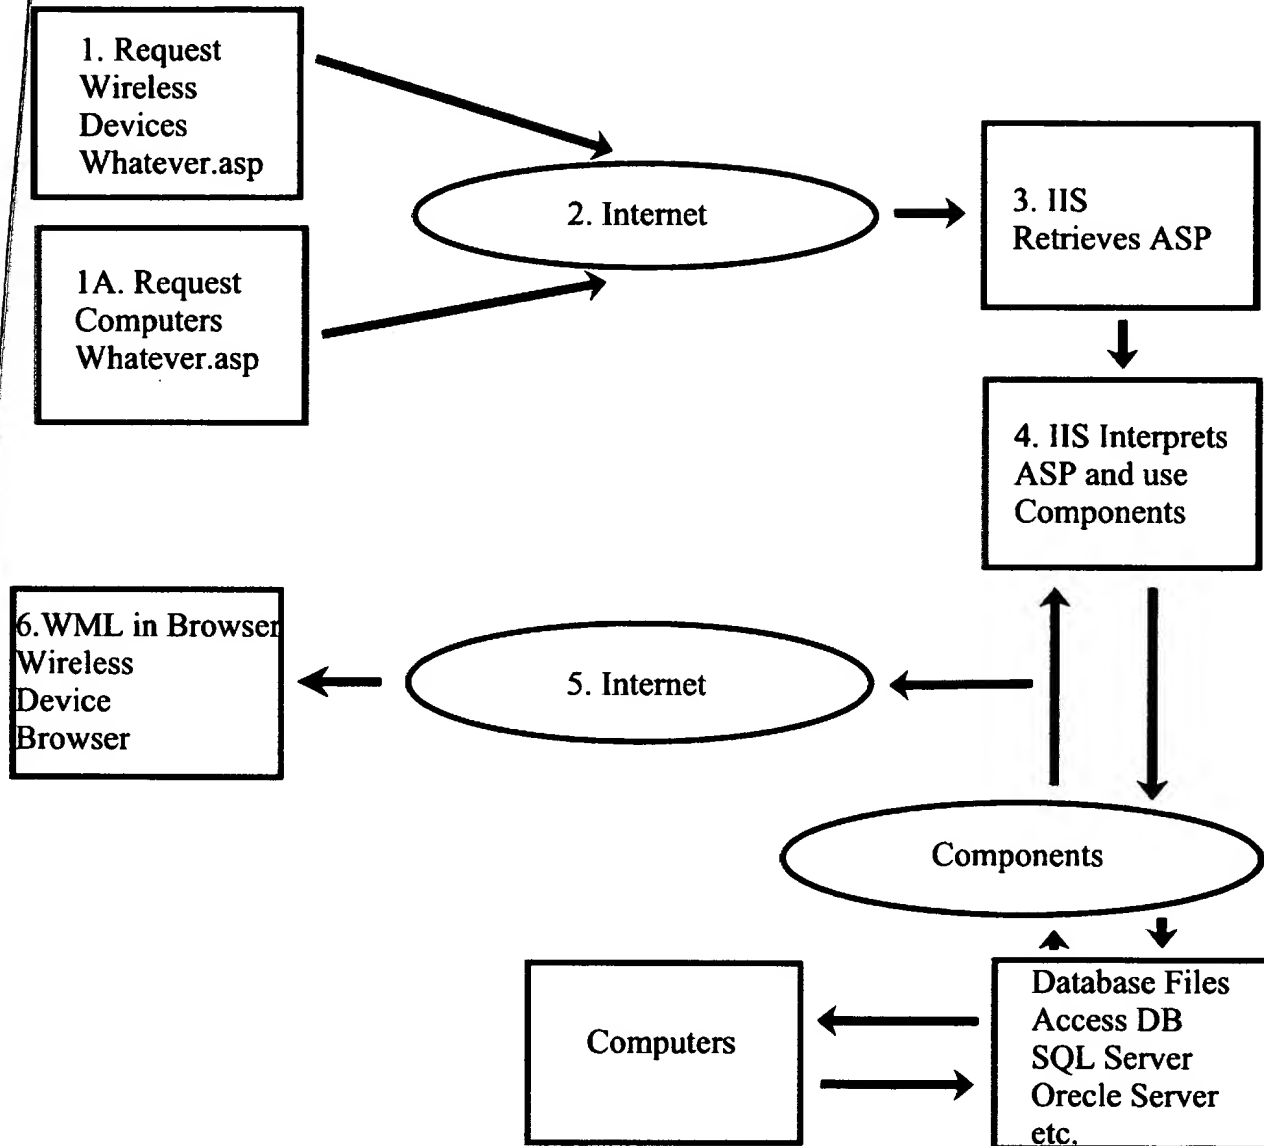 1. Request
Wireless
Devices
Whatever.asp
1A. Request
Computers
Whatever.asp
2. Internet
3. IIS
Retrieves ASP
4. IIS Interprets
ASP and use
Components
5. Internet
6.WML in Browser
Wireless
Device
Browser
Components
Computers
Database Files
Access DB
SQL Server
Orecle Server
etc.